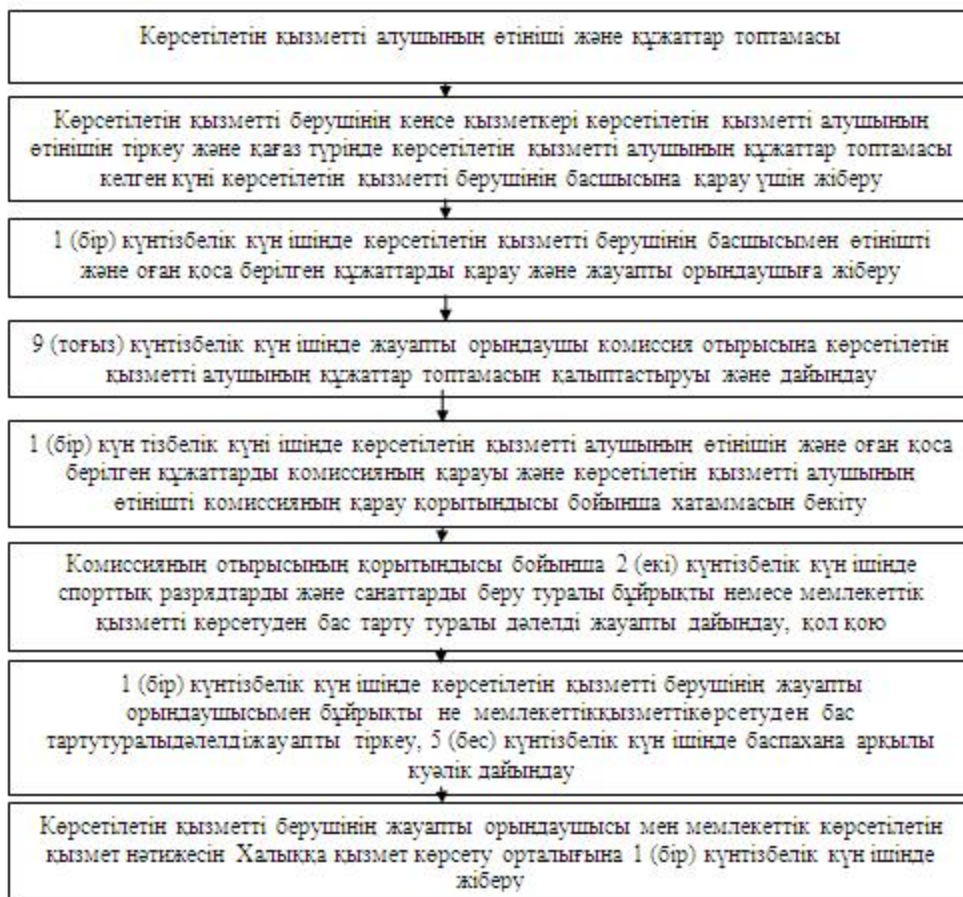 Көрсетілетін қызметті алушының өтініші және құжаттар топтамасы
Көрсетілетін қызметті берушінің кеңсе қызметкері көрсетілетін қызметті алушының
өтінішін тіркеу және қағаз түрінде көрсетілетін қызметті алушының құжаттар топтамасы
келген күні көрсетілетін қызметті берушінің басшысына қарау үшін жіберу
1 (бір) күнтізбелік күн ішінде көрсетілетін қызметті берушінің басшысымен өтінішті
және оған қоса берілген құжаттарды қарау және жауапты орындаушыға жіберу
9 (тоғыз) күнтізбелік күн ішінде жауапты орындаушы комиссия отырысына көрсетілетін
қызметті алушының құжаттар топтамасын қалыптастыруы және дайындау
1 (бір) күн тізбелік күні ішінде көрсетілетін қызметті алушының өтінішін және оған қоса
берілген құжаттарды комиссияның қарауы және көрсетілетін қызметті алушының
өтінішті комиссияның қарау қорытындысы бойынша хатаммасын бекіту
Комиссияның отырысының қорытындысы бойынша 2 (екі) күнтізбелік күн ішінде
спорттық разрядтарды және санаттарды беру туралы бұйрықты немесе мемлекеттік
қызметті көрсетуден бас тарту туралы дәлелді жауапты дайындау, қол қою
1 (бір) күнтізбелік күн ішінде көрсетілетін қызметті берушінің жауапты
орындаушысымен бұйрықты не мемлекеттікқызметтікөрсетуден бас
тартутуралыдәлелдіжауапты тіркеу, 5 (бес) күнтізбелік күн ішінде баспахана арқылы
куәлік дайындау
Көрсетілетін қызметті берушінің жауапты орындаушысы мен мемлекеттік көрсетілетін
қызмет нәтижесін Халыққа қызмет көрсету орталығына 1 (бір) күнтізбелік күн ішінде
жіберу